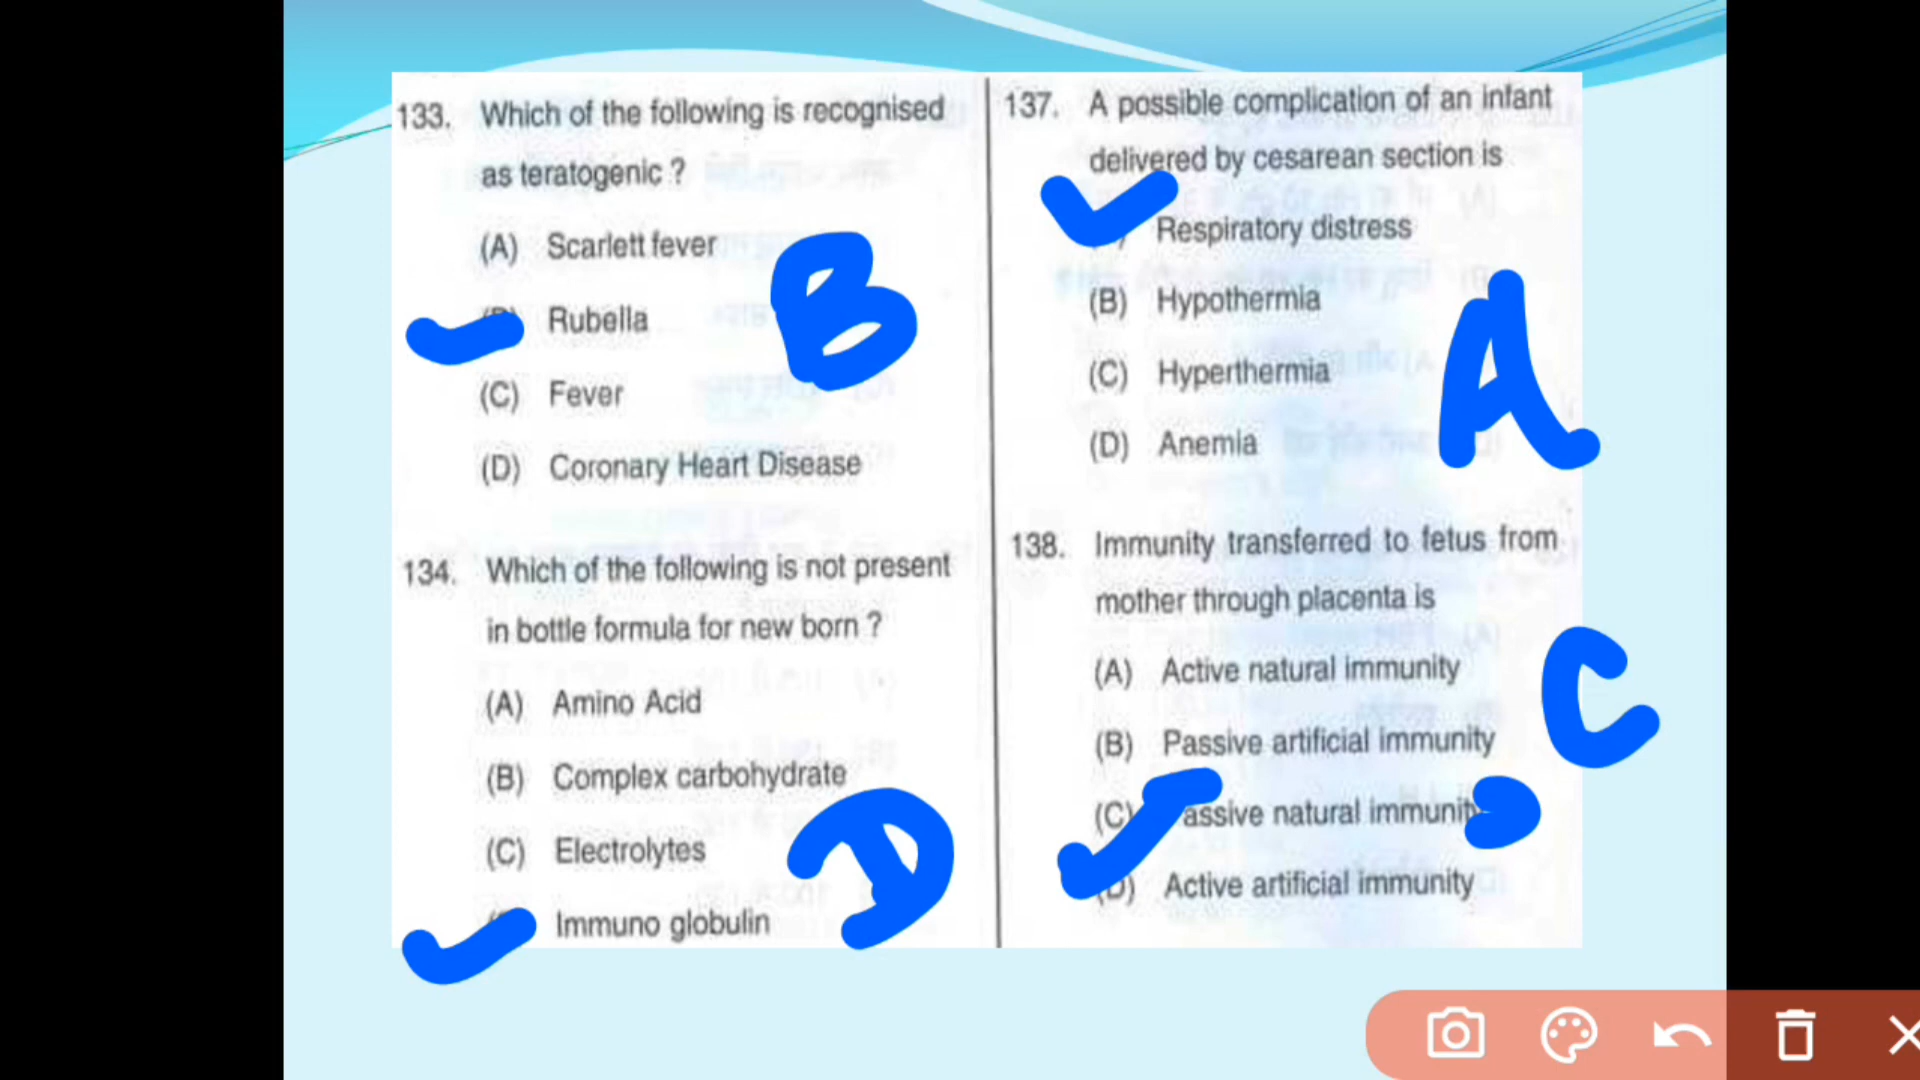 133. Which of the following is recognised
as teratogenic ?
(A) Scarlett fever
Rubella
(C) Fever
(D) Coronary Heart Disease
B
134. Which of the following is not present
in bottle formula for new born ?
(A) Amino Acid
(B) Complex carbohydrate
(C) Electrolytes
Immuno globulin
D
137. A possible complication of an infant
delivered by cesarean section is
Respiratory distress
(B) Hypothermia
(C) Hyperthermia
(D) Anemia
A
138. Immunity transferred to fetus from
mother through placenta is
(A) Active natural immunity
(B) Passive artificial immunity
(C) Passive natural immunity
(D) Active artificial immunity
C